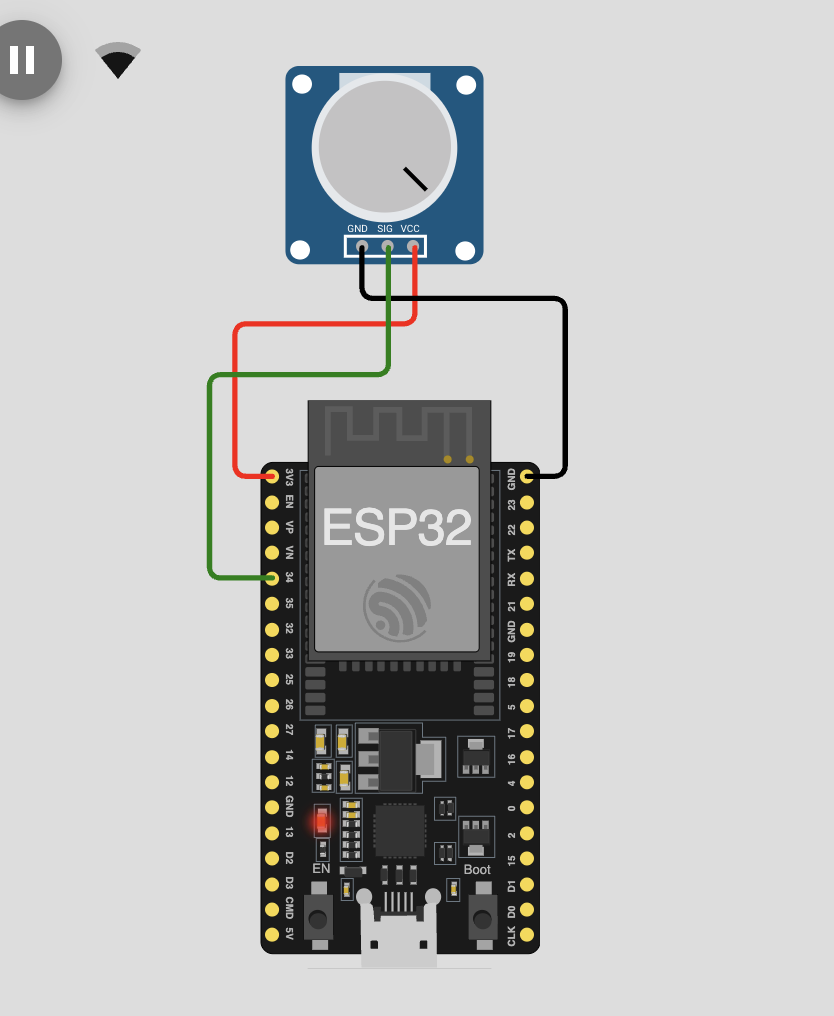 GND SIG VCC
ESP32
3V3
EN
VP
VN
34
35
32
33
25
26
27
14
12
GND
13
D2
D3
CMD
5V
GND
23
22
TX
RX
21
GND
19
18
5
17
16
4
0
2
15
D1
D0
CLK
EN
Boot